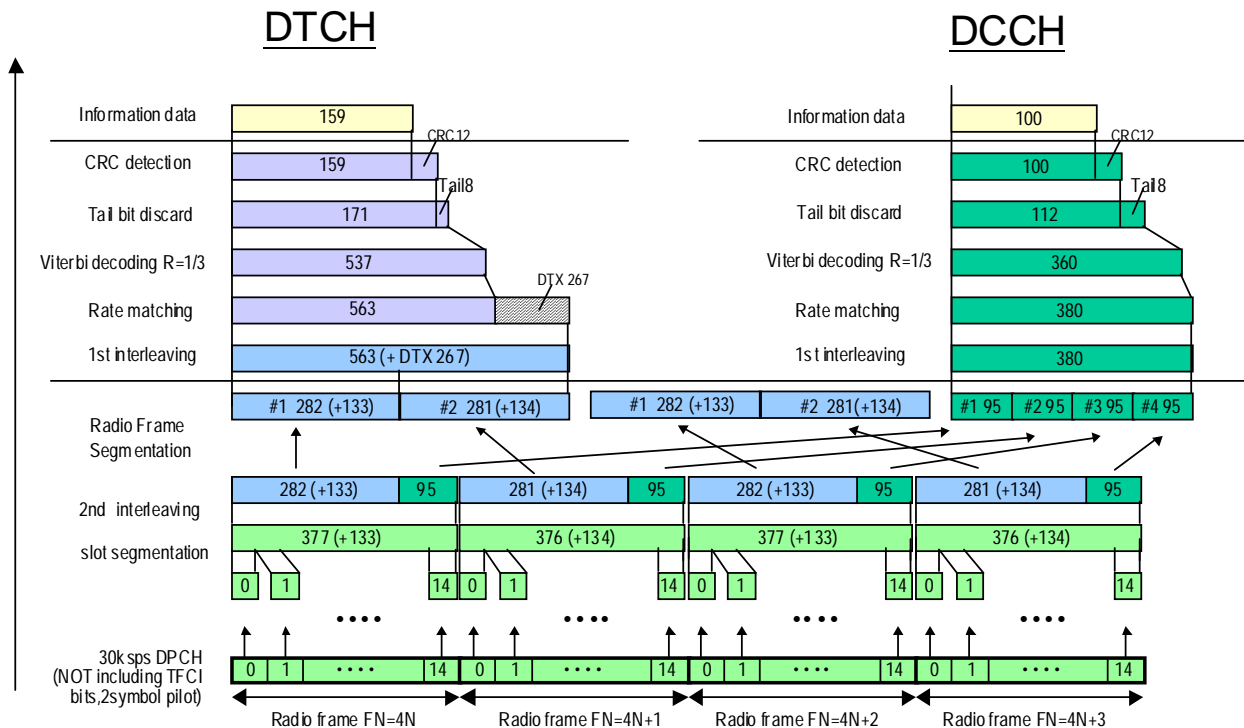 DTCH
DCCH
Information data
159
CRC12
Information data
100
CRC12
CRC detection
159
CRC detection
100
Tail8
Tail8
Tail bit discard
171
Tail bit discard
112
Viterbi decoding R=1/3
537
Viterbi decoding R=1/3
360
DTX 267
Rate matching
563
Rate matching
380
1st interleaving
563 (+ DTX 267)
1st interleaving
380
#1 282 (+133)
#2 281 (+134)
#1 282 (+133)
#2 281(+134)
#1 95
#2 95
#3 95
#4 95
Radio Frame
Segmentation
282 (+133)
95
281 (+134)
95
282 (+133)
95
281 (+134)
95
2nd interleaving
377 (+133)
376 (+134)
377 (+133)
376 (+134)
slot segmentation
0
1
14
0
1
14
0
1
14
0
1
14
• • • •
• • • •
• • • •
• • • •
30ksps DPCH
(NOT including TFCI
bits,2symbol pilot)
0
1
• • • •
14
0
1
• • • •
14
0
1
• • • •
14
0
1
• • • •
14
Radio frame FN=4N
Radio frame FN=4N+1
Radio frame FN=4N+2
Radio frame FN=4N+3